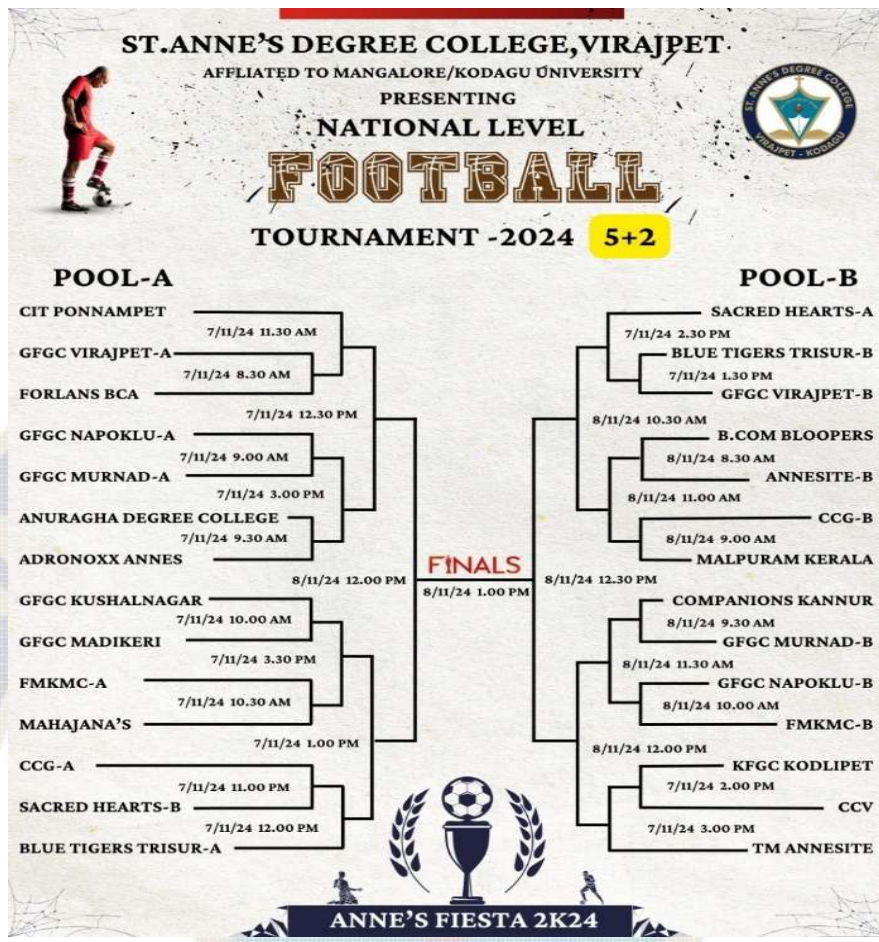 ST.ANNE'S DEGREE COLLEGE,VIRAJPET
AFFLIATED TO MANGALORE/KODAGU UNIVERSITY
PRESENTING
NATIONAL LEVEL
FOOTBALL
TOURNAMENT -2024 5+2
ST. ANNE'S DEGREE COLLEGE
VIRAJPET - KODAGU
POOL-A
CIT PONNAMPET
7/11/24 11.30 AM
GFGC VIRAJPET-A
7/11/24 8.30 AM
FORLANS BCA
7/11/24 12.30 PM
GFGC NAPOKLU-A
7/11/24 9.00 AM
GFGC MURNAD-A
7/11/24 3.00 PM
ANURAGHA DEGREE COLLEGE
7/11/24 9.30 AM
ADRONOXX ANNES
8/11/24 12.00 PM
GFGC KUSHALNAGAR
7/11/24 10.00 AM
GFGC MADIKERI
7/11/24 3.30 PM
FMKMC-A
7/11/24 10.30 AM
MAHAJANA'S
7/11/24 1.00 PM
CCG-A
7/11/24 11.00 PM
SACRED HEARTS-B
7/11/24 12.00 PM
BLUE TIGERS TRISUR-A
FINALS
8/11/24 1.00 PM
POOL-B
SACRED HEARTS-A
7/11/24 2.30 PM
BLUE TIGERS TRISUR-B
7/11/24 1.30 PM
GFGC VIRAJPET-B
8/11/24 10.30 AM
B.COM BLOOPERS
8/11/24 8.30 AM
ANNESITE-B
8/11/24 11.00 AM
CCG-B
8/11/24 9.00 AM
MALPURAM KERALA
8/11/24 12.30 PM
COMPANIONS KANNUR
8/11/24 9.30 AM
GFGC MURNAD-B
8/11/24 11.30 AM
GFGC NAPOKLU-B
8/11/24 10.00 AM
FMKMC-B
8/11/24 12.00 PM
KFGC KODLIPET
7/11/24 2.00 PM
CCV
7/11/24 3.00 PM
TM ANNESITE
ANNE'S FIESTA 2K24